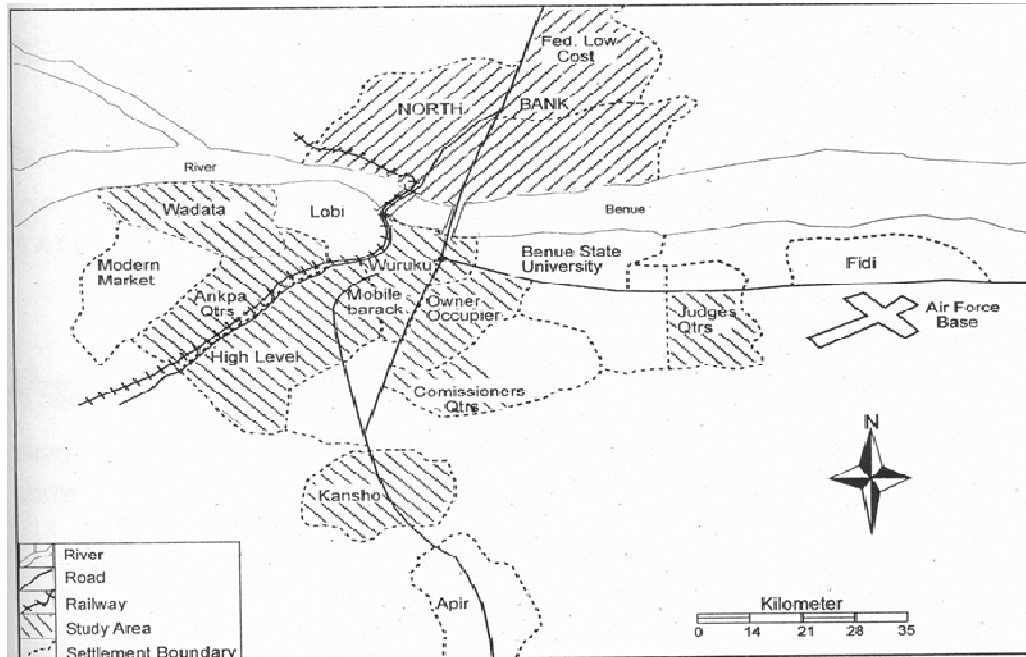 Fed. Low
Cost
NORTH
BANK
River
Wadata
Lobi
Benue
Modern
Market
Wuruku
Benue State
University
Fidi
Ankpa
Qtrs
Mobile
barack
Owner
Occupier
Judges
Qtrs
Air Force
Base
High Level
Comissioners
Qtrs
N
Kansho
Apir
River
Road
Railway
Study Area
Settlement Boundary
Kilometer
0 14 21 28 35